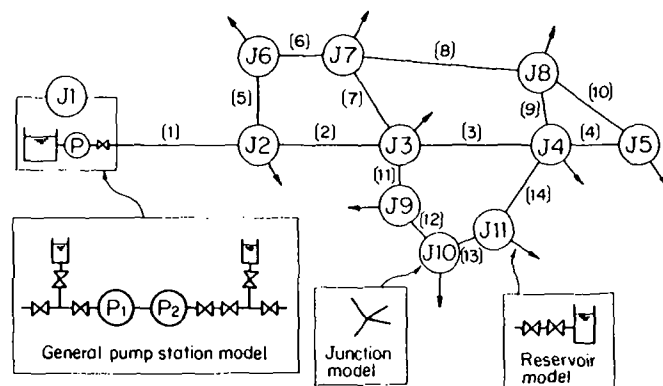 J6
(6)
J7
(8)
J8
(10)
J1
(5)
(7)
(9)
P
(1)
J2
(2)
J3
(3)
J4
(4)
J5
(11)
(14)
J9
(12)
J11
J10
(13)
P1
P2
General pump station model
Junction
model
Reservoir
model